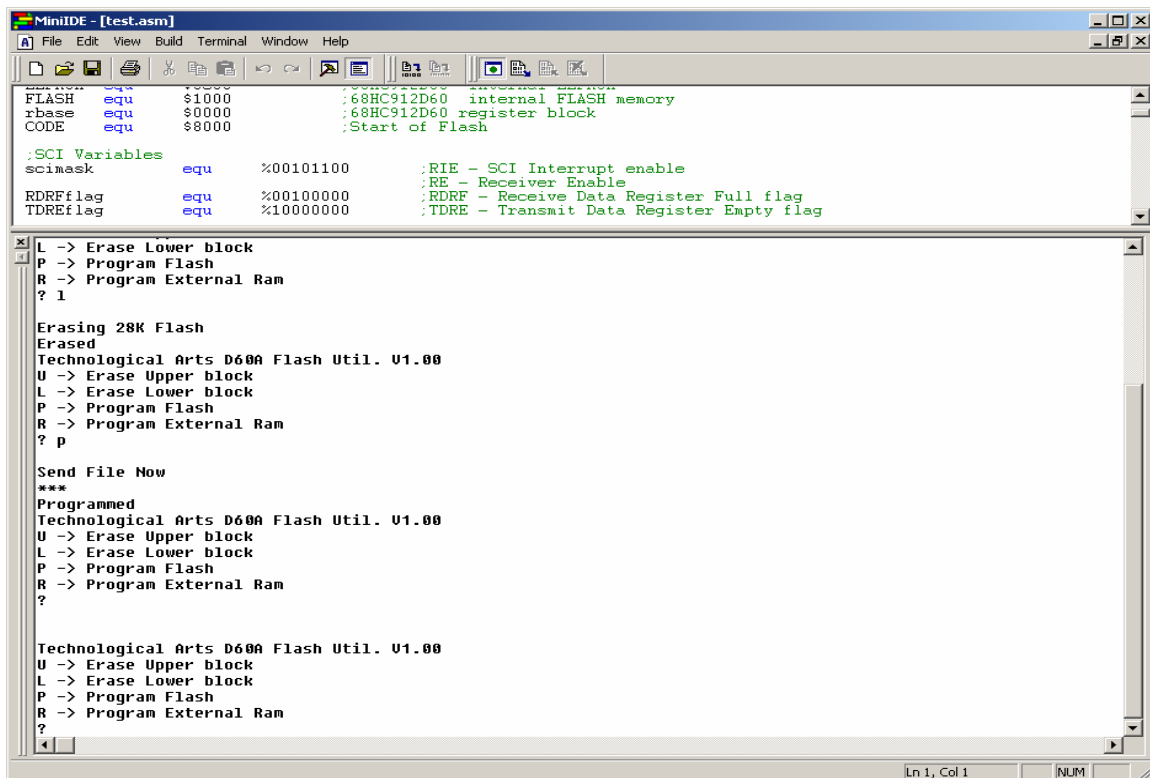 MiniIDE - [test.asm]
File Edit View Build Terminal Window Help
FLASH equ $1000 ;68HC912D60 internal FLASH memory
rbase equ $0000 ;68HC912D60 register block
CODE equ $8000 ;Start of Flash
;SCI Variables
scimask equ %00101100 ;RIE - SCI Interrupt enable
;RE - Receiver Enable
RDRFflag equ %00100000 ;RDRF - Receive Data Register Full flag
TDREflag equ %10000000 ;TDRE - Transmit Data Register Empty flag
L -> Erase Lower block
P -> Program Flash
R -> Program External Ram
? l
Erasing 28K Flash
Erased
Technological Arts D60A Flash Util. V1.00
U -> Erase Upper block
L -> Erase Lower block
P -> Program Flash
R -> Program External Ram
? p
Send File Now
***
Programmed
Technological Arts D60A Flash Util. V1.00
U -> Erase Upper block
L -> Erase Lower block
P -> Program Flash
R -> Program External Ram
?
Technological Arts D60A Flash Util. V1.00
U -> Erase Upper block
L -> Erase Lower block
P -> Program Flash
R -> Program External Ram
?
Ln 1, Col 1 NUM